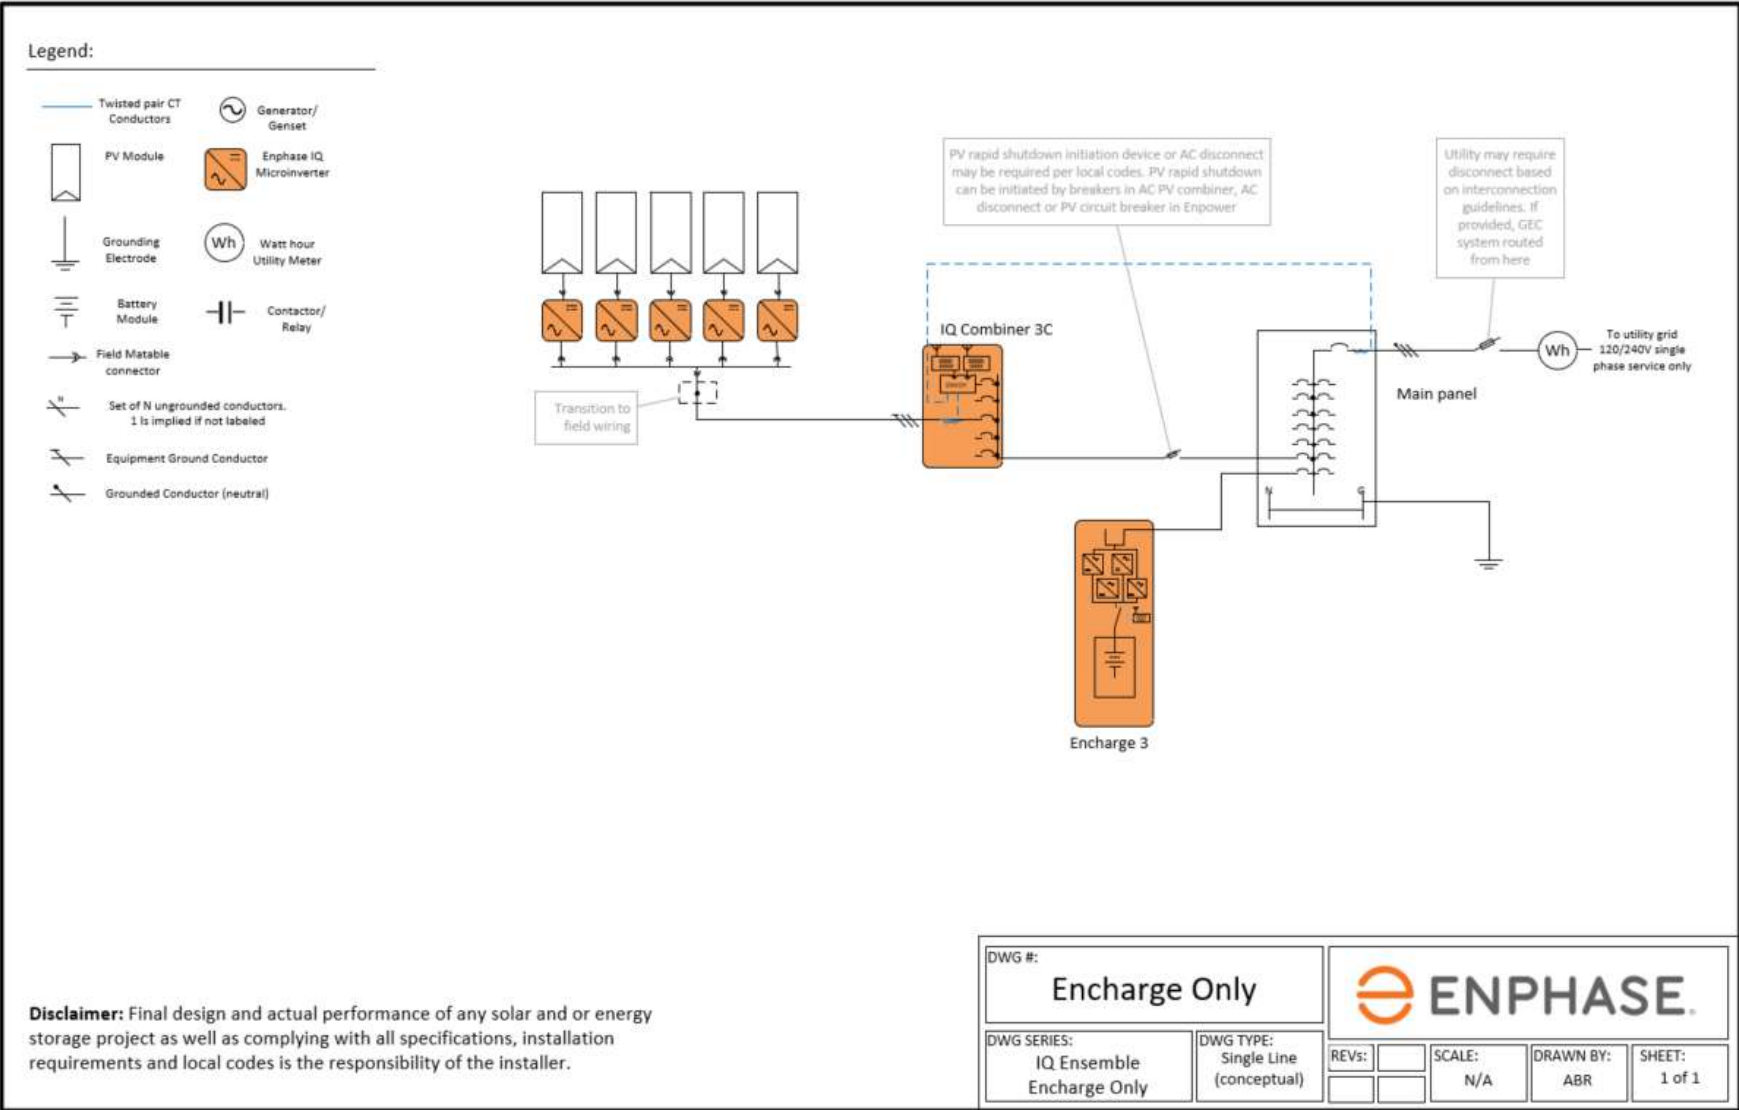 Legend:
Twisted pair CT
Conductors
Generator/
Genset
PV Module
Enphase IQ
Microinverter
Grounding
Electrode
Wh
Watt hour
Utility Meter
Battery
Module
Contactor/
Relay
Field Matable
connector
N
Set of N ungrounded conductors.
1 Is implied if not labeled
Equipment Ground Conductor
Grounded Conductor (neutral)
Transition to
field wiring
IQ Combiner 3C
PV rapid shutdown initiation device or AC disconnect
may be required per local codes. PV rapid shutdown
can be initiated by breakers in AC PV combiner, AC
disconnect or PV circuit breaker in Enpower
Utility may require
disconnect based
on interconnection
guidelines. If
provided, GEC
system routed
from here
Wh
To utility grid
120/240V single
phase service only
Main panel
N
G
Encharge 3
Disclaimer: Final design and actual performance of any solar and or energy
storage project as well as complying with all specifications, installation
requirements and local codes is the responsibility of the installer.
DWG #:
Encharge Only
DWG SERIES:
IQ Ensemble
Encharge Only
DWG TYPE:
Single Line
(conceptual)
ENPHASE.
REVs:
SCALE:
N/A
DRAWN BY:
ABR
SHEET:
1 of 1